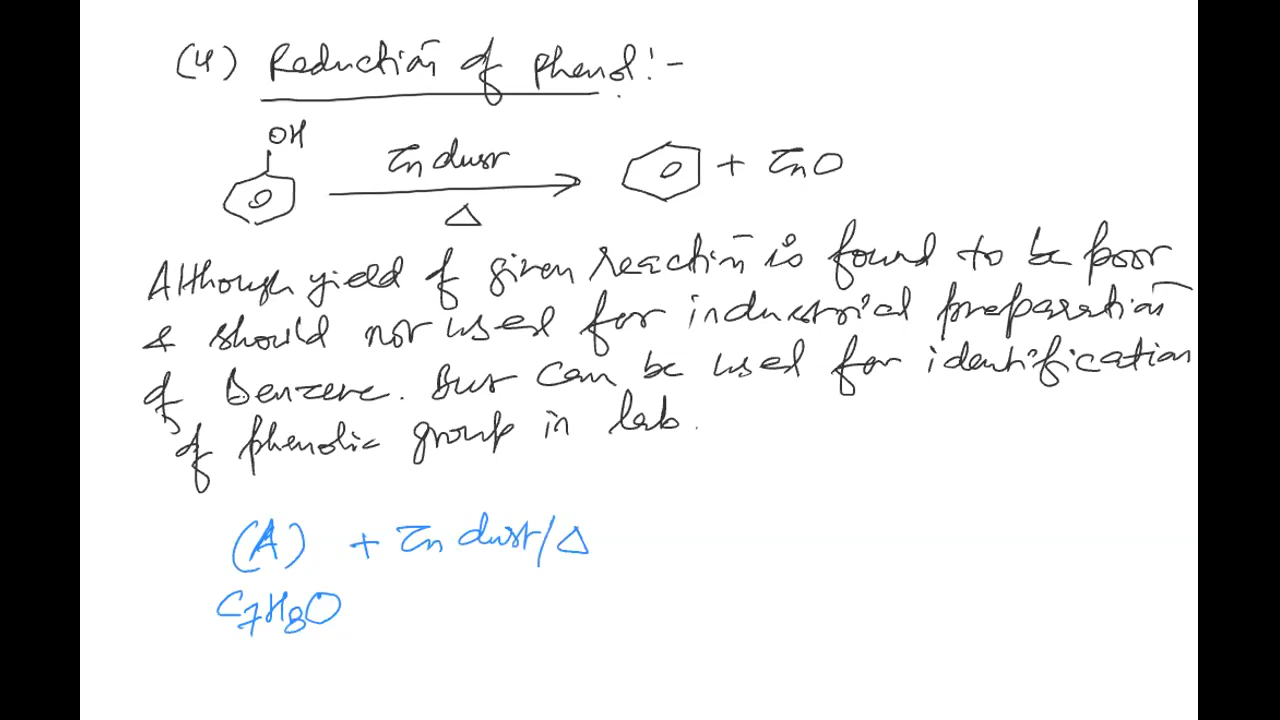 (4) Reduction of phenol :-
OH
Zn dust
Δ
+ ZnO
Although yield of given reaction is found to be poor
& should not used for industrial preparation
of Benzene. But can be used for identification
of phenolic group in lab.
(A) + Zn dust/Δ
C7H8O